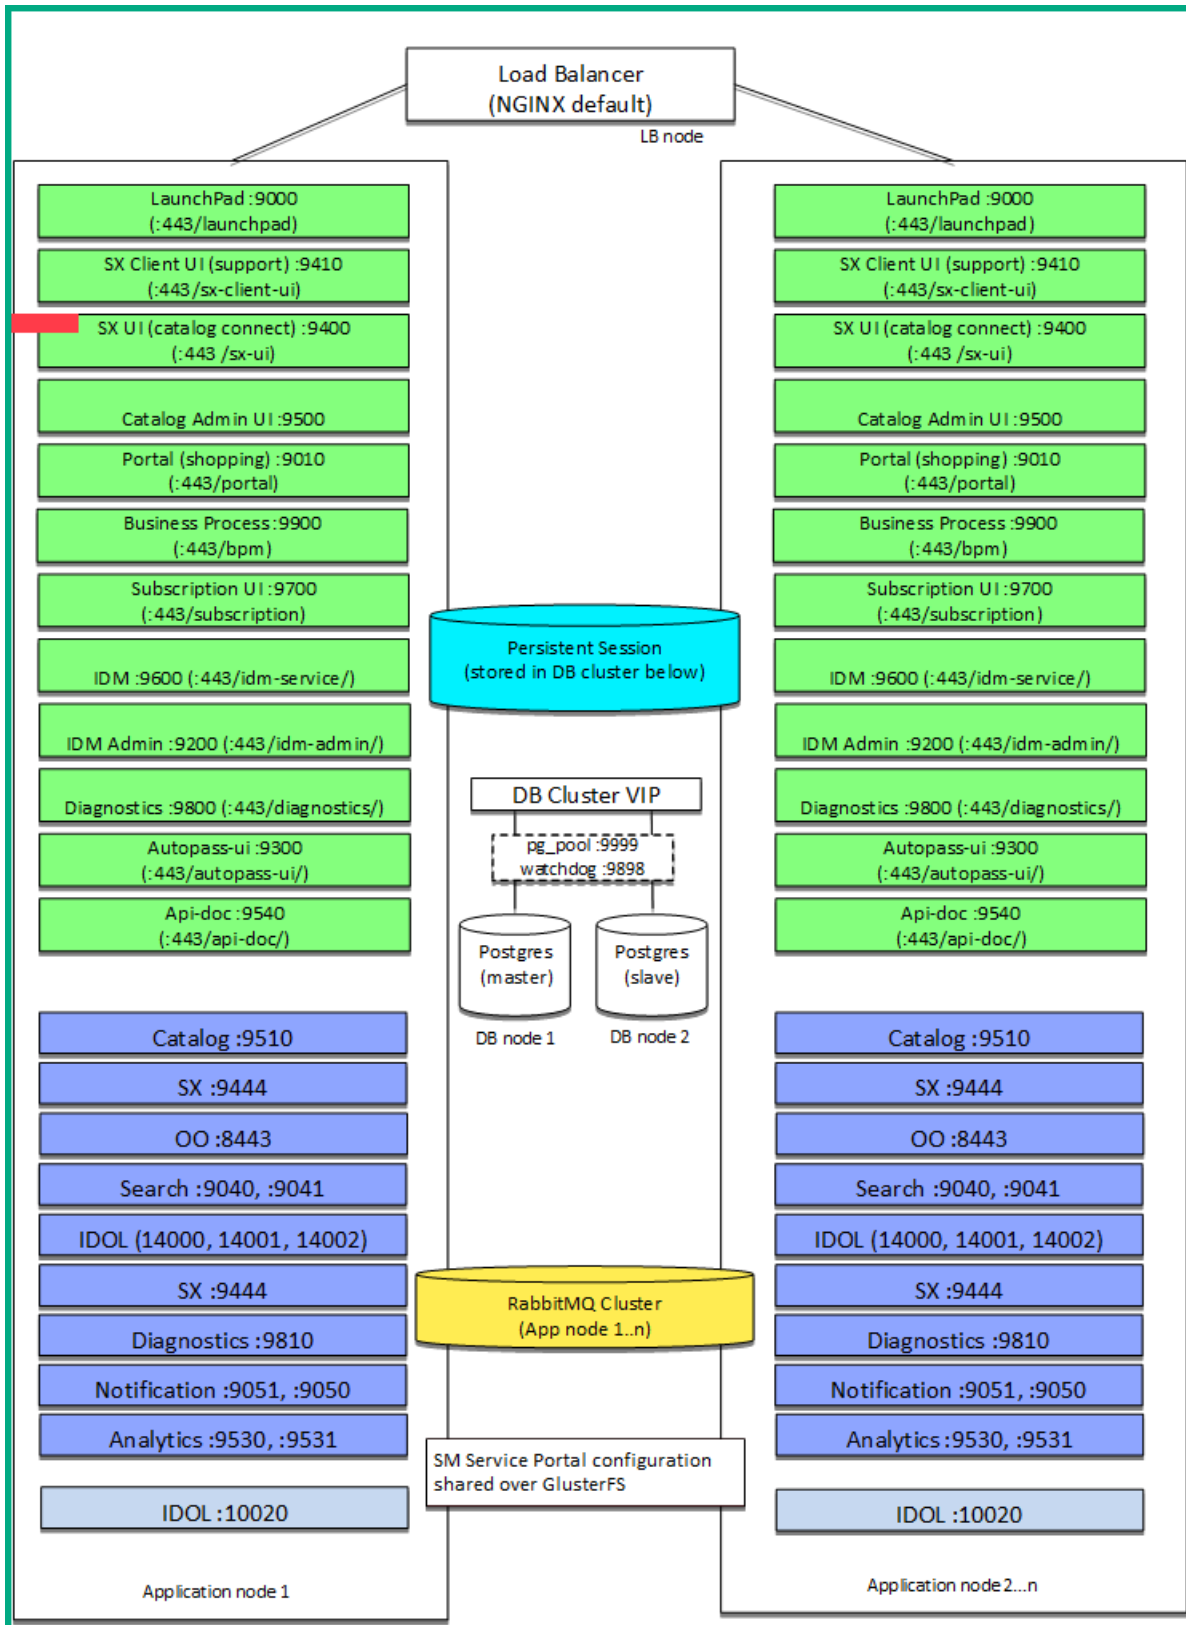 Load Balancer
(NGINX default)
LB node
LaunchPad :9000
(:443/launchpad)
SX Client UI (support) :9410
(:443/sx-client-ui)
SX UI (catalog connect) :9400
(:443 /sx-ui)
Catalog Admin UI :9500
Portal (shopping) :9010
(:443/portal)
Business Process :9900
(:443/bpm)
Subscription UI :9700
(:443/subscription)
IDM :9600 (:443/idm-service/)
IDM Admin :9200 (:443/idm-admin/)
Diagnostics :9800 (:443/diagnostics/)
Autopass-ui :9300
(:443/autopass-ui/)
Api-doc :9540
(:443/api-doc/)
Catalog :9510
SX :9444
OO :8443
Search :9040, :9041
IDOL (14000, 14001, 14002)
SX :9444
Diagnostics :9810
Notification :9051, :9050
Analytics :9530, :9531
IDOL :10020
Application node 1
Persistent Session
(stored in DB cluster below)
DB Cluster VIP
pg_pool :9999
watchdog :9898
Postgres
(master)
Postgres
(slave)
DB node 1
DB node 2
RabbitMQ Cluster
(App node 1..n)
SM Service Portal configuration
shared over GlusterFS
LaunchPad :9000
(:443/launchpad)
SX Client UI (support) :9410
(:443/sx-client-ui)
SX UI (catalog connect) :9400
(:443 /sx-ui)
Catalog Admin UI :9500
Portal (shopping) :9010
(:443/portal)
Business Process :9900
(:443/bpm)
Subscription UI :9700
(:443/subscription)
IDM :9600 (:443/idm-service/)
IDM Admin :9200 (:443/idm-admin/)
Diagnostics :9800 (:443/diagnostics/)
Autopass-ui :9300
(:443/autopass-ui/)
Api-doc :9540
(:443/api-doc/)
Catalog :9510
SX :9444
OO :8443
Search :9040, :9041
IDOL (14000, 14001, 14002)
SX :9444
Diagnostics :9810
Notification :9051, :9050
Analytics :9530, :9531
IDOL :10020
Application node 2...n